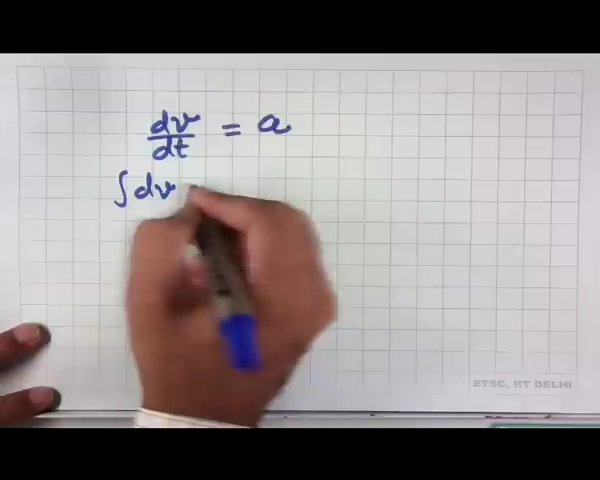 dv/dt = a
∫dv
ETSC, IIT DELHI